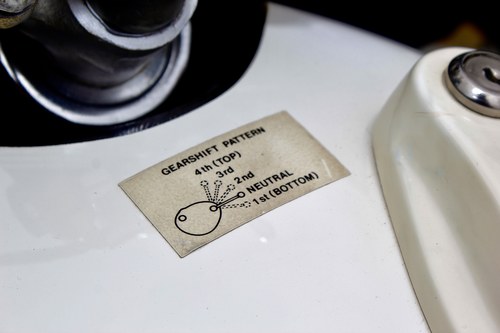 GEARSHIFT PATTERN
4th (TOP)
3rd
2nd
NEUTRAL
1st (BOTTOM)